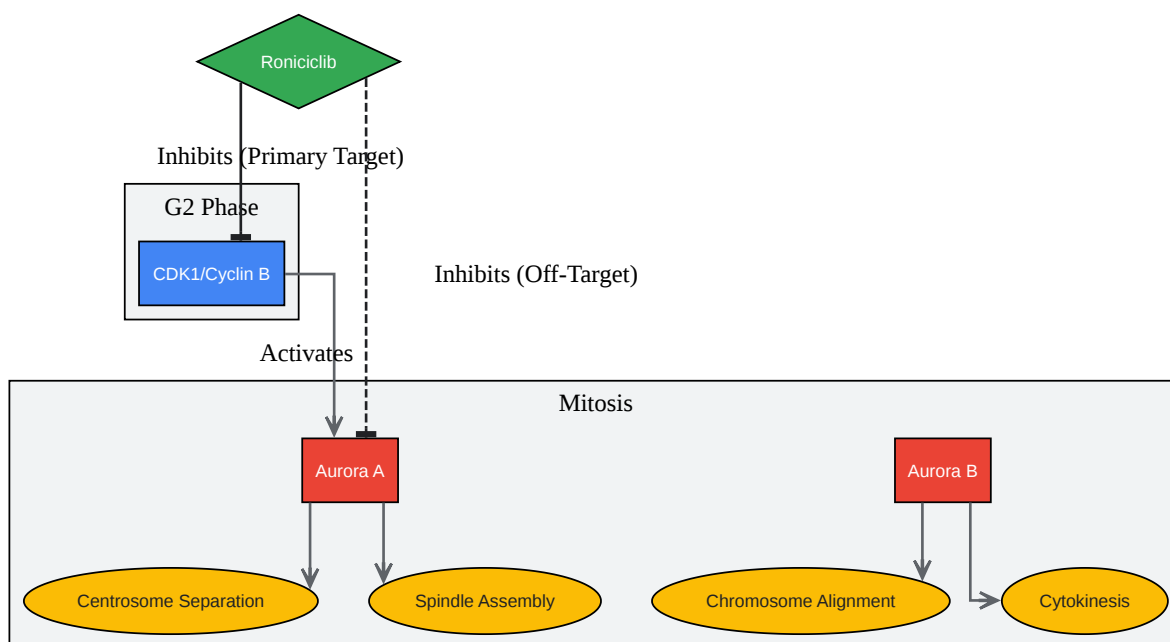 Roniciclib
Inhibits (Primary Target)
G2 Phase
CDK1/Cyclin B
Inhibits (Off-Target)
Activates
Mitosis
Aurora A
Aurora B
Centrosome Separation
Spindle Assembly
Chromosome Alignment
Cytokinesis